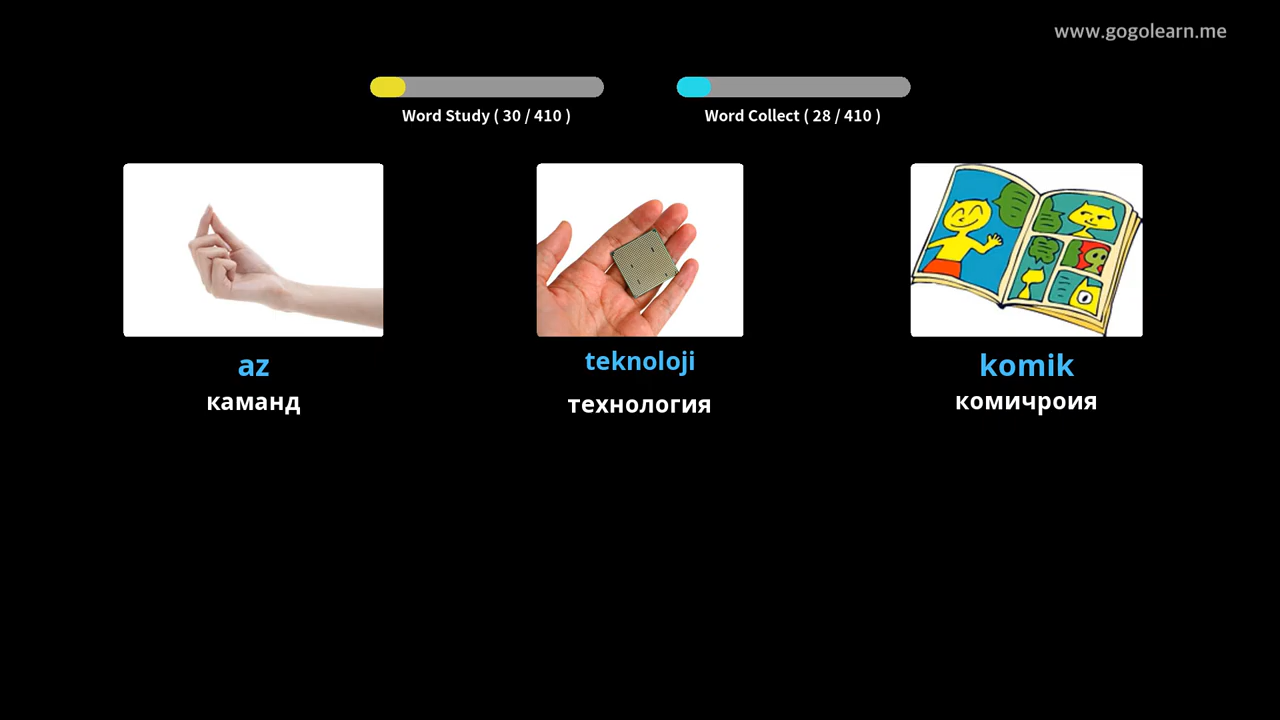 www.gogolearn.me
Word Study ( 30 / 410 )
Word Collect ( 28 / 410 )
az
каманд
teknoloji
технология
komik
комичроия